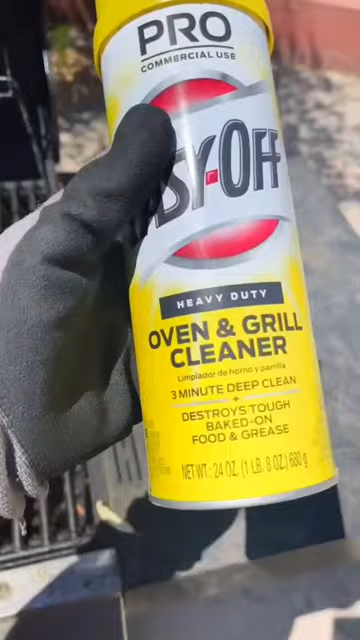 PRO
COMMERCIAL USE
SY-OFF
HEAVY DUTY
OVEN & GRILL
CLEANER
Limpiador de horno y parrilla
3 MINUTE DEEP CLEAN
+
DESTROYS TOUGH
BAKED-ON
FOOD & GREASE
NET WT: 24 OZ. (1 LB. 8 OZ.) 680g